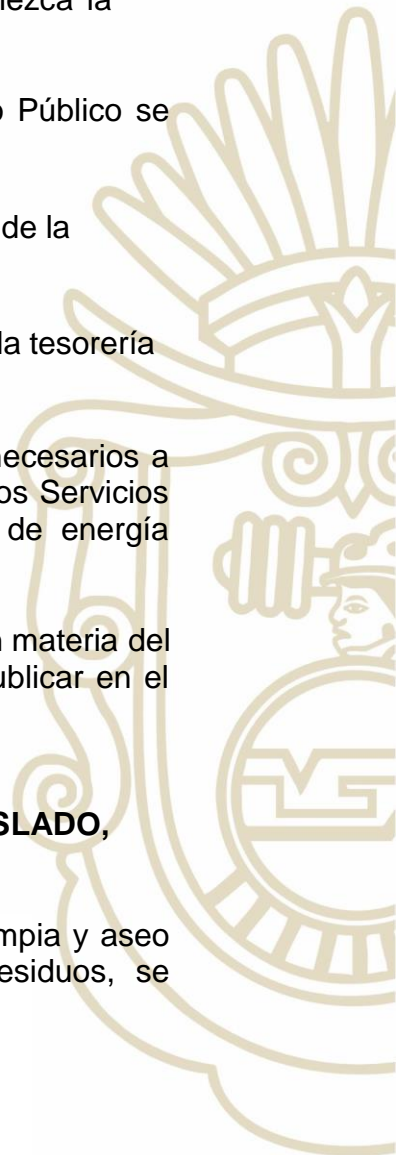 la
o Público se
de la
la tesorería
necesarios a
os Servicios
de energía
materia del
ublicar en el
SLADO,
mpia y aseo
esiduos, se